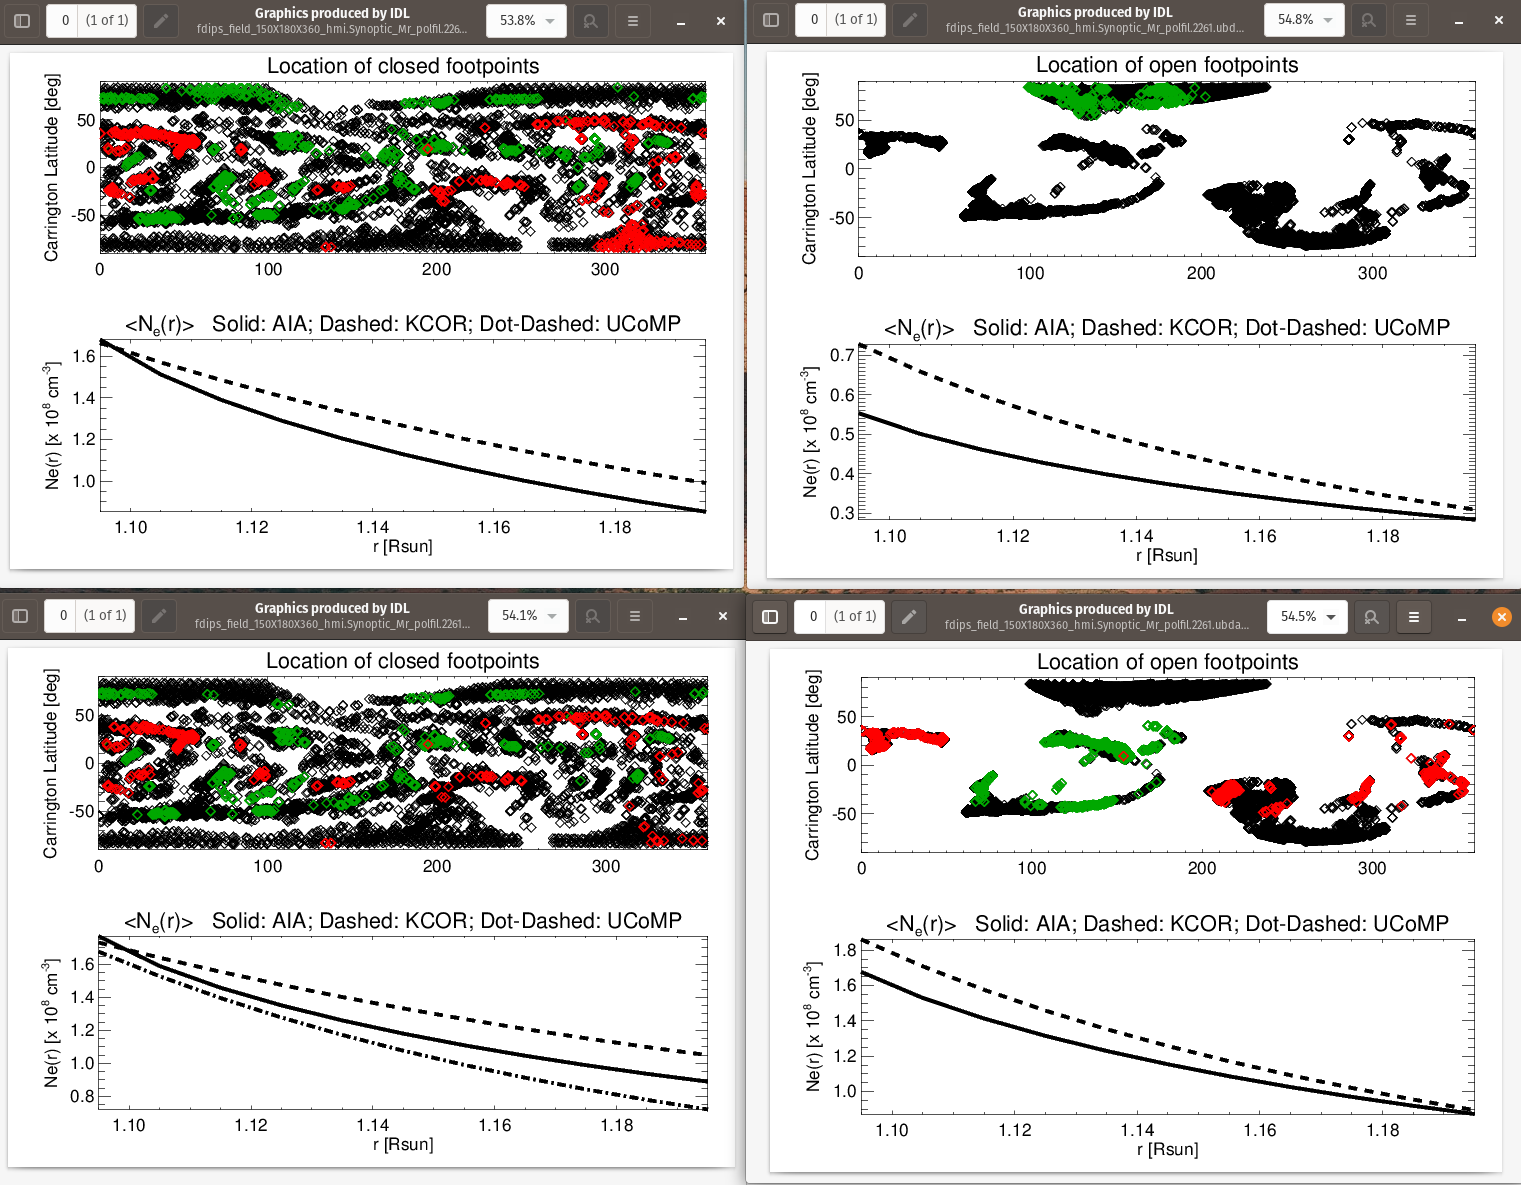 0 (1 of 1) Graphics produced by IDL 53.8%
fdips_field_150X180X360_hmi.Synoptic_Mr_polfil.226...
Location of closed footpoints
Carrington Latitude [deg]
50
0
-50
0 100 200 300
<Ne(r)> Solid: AIA; Dashed: KCOR; Dot-Dashed: UCoMP
Ne(r) [x 10^8 cm^-3]
1.6
1.4
1.2
1.0
1.10 1.12 1.14 1.16 1.18
r [Rsun]
0 (1 of 1) Graphics produced by IDL 54.8%
fdips_field_150X180X360_hmi.Synoptic_Mr_polfil.2261.ubd...
Location of open footpoints
Carrington Latitude [deg]
50
0
-50
0 100 200 300
<Ne(r)> Solid: AIA; Dashed: KCOR; Dot-Dashed: UCoMP
Ne(r) [x 10^8 cm^-3]
0.7
0.6
0.5
0.4
0.3
1.10 1.12 1.14 1.16 1.18
r [Rsun]
0 (1 of 1) Graphics produced by IDL 54.1%
fdips_field_150X180X360_hmi.Synoptic_Mr_polfil.2261...
Location of closed footpoints
Carrington Latitude [deg]
50
0
-50
0 100 200 300
<Ne(r)> Solid: AIA; Dashed: KCOR; Dot-Dashed: UCoMP
Ne(r) [x 10^8 cm^-3]
1.6
1.4
1.2
1.0
0.8
1.10 1.12 1.14 1.16 1.18
r [Rsun]
0 (1 of 1) Graphics produced by IDL 54.5%
fdips_field_150X180X360_hmi.Synoptic_Mr_polfil.2261.ubda...
Location of open footpoints
Carrington Latitude [deg]
50
0
-50
0 100 200 300
<Ne(r)> Solid: AIA; Dashed: KCOR; Dot-Dashed: UCoMP
Ne(r) [x 10^8 cm^-3]
1.8
1.6
1.4
1.2
1.0
1.10 1.12 1.14 1.16 1.18
r [Rsun]